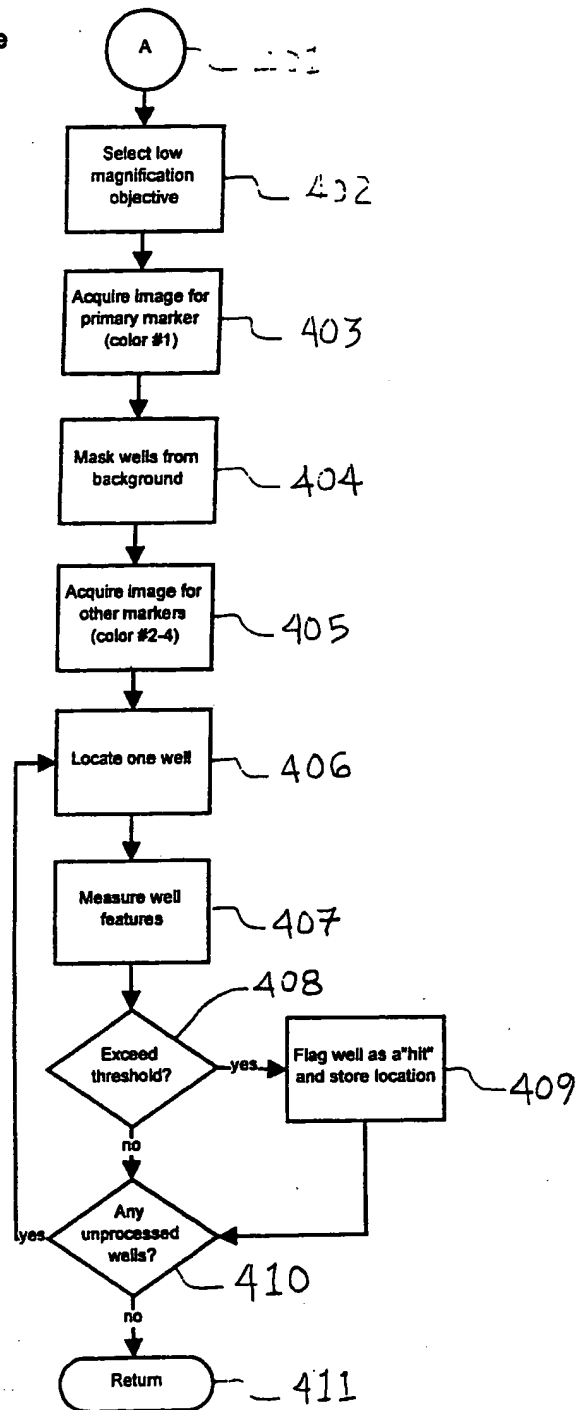 e
A
Select low
magnification
objective
402
Acquire image for
primary marker
(color #1)
403
Mask wells from
background
404
Acquire image for
other markers
(color #2-4)
405
Locate one well
406
Measure well
features
407
408
Exceed
threshold?
yes
Flag well as a"hit"
and store location
409
no
Any
unprocessed
wells?
yes
410
no
Return
411